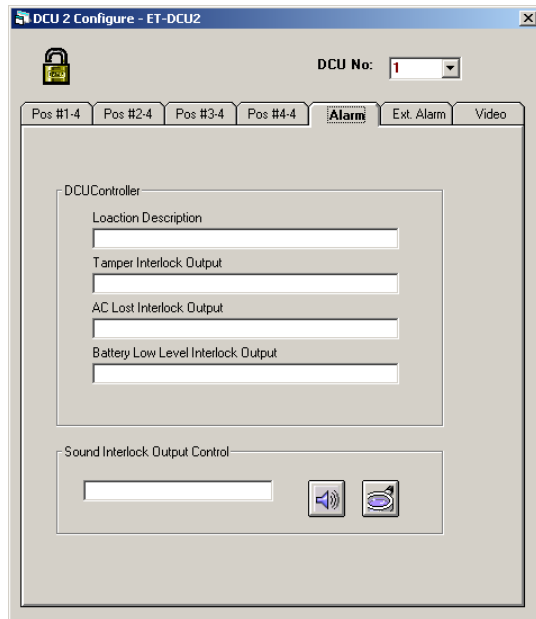 DCU 2 Configure - ET-DCU2
DCU No: 1
Pos #1-4 Pos #2-4 Pos #3-4 Pos #4-4 Alarm Ext. Alarm Video
DCUController
Loaction Description
Tamper Interlock Output
AC Lost Interlock Output
Battery Low Level Interlock Output
Sound Interlock Output Control